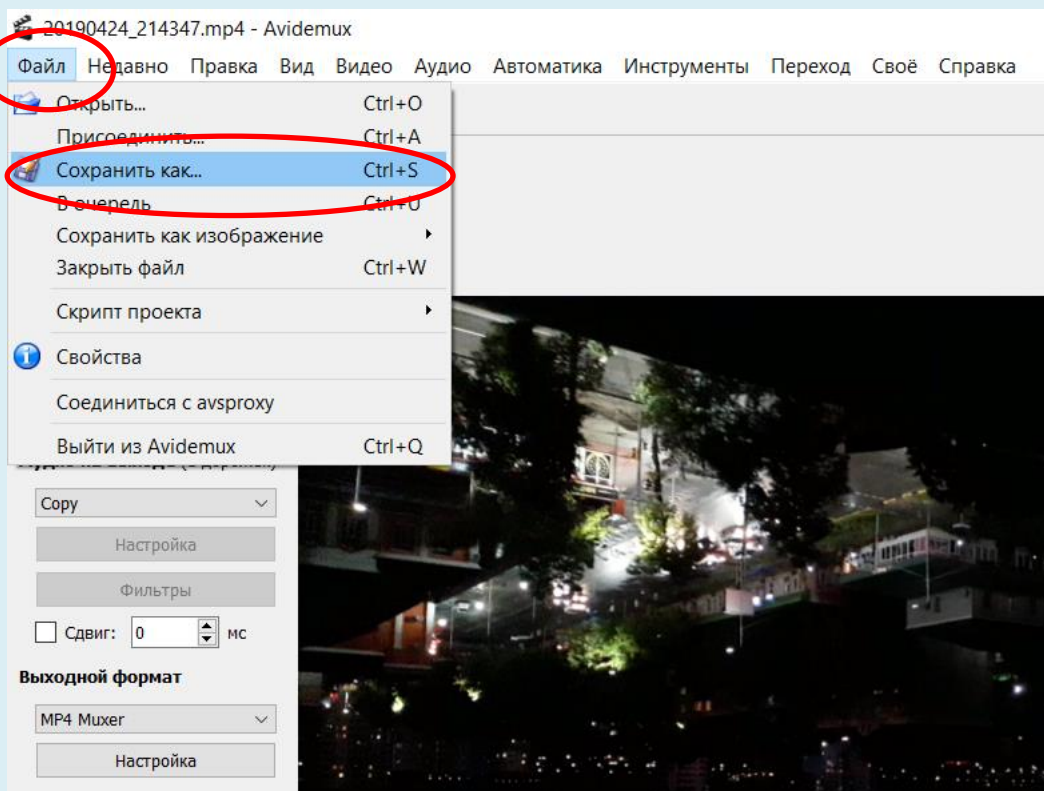 20190424_214347.mp4 - Avidemux
Файл Недавно Правка Вид Видео Аудио Автоматика Инструменты Переход Своё Справка
Открыть... Ctrl+O
Присоединить... Ctrl+A
Сохранить как... Ctrl+S
В очередь Ctrl+U
Сохранить как изображение
Закрыть файл Ctrl+W
Скрипт проекта
Свойства
Соединиться с avsproxy
Выйти из Avidemux Ctrl+Q
Copy
Настройка
Фильтры
Сдвиг: 0 мс
Выходной формат
MP4 Muxer
Настройка